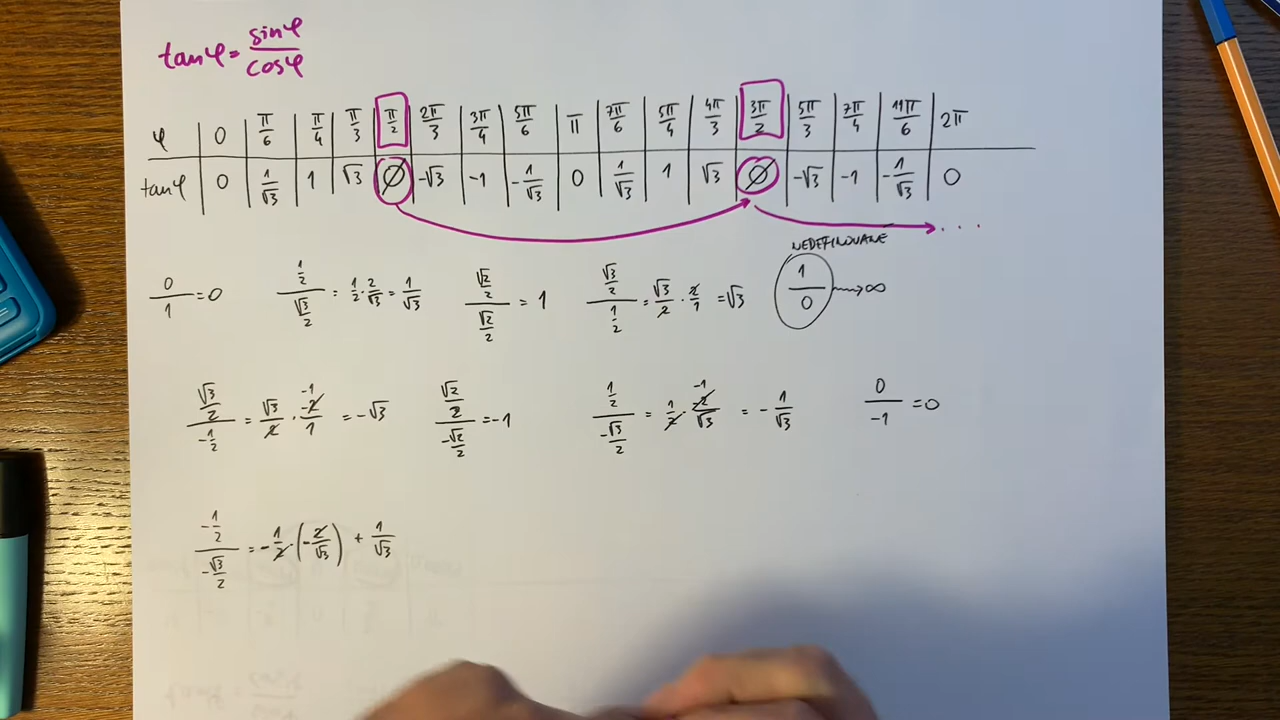 tanφ = sinφ/cosφ
φ | 0 | π/6 | π/4 | π/3 | π/2 | 2π/3 | 3π/4 | 5π/6 | π | 7π/6 | 5π/4 | 4π/3 | 3π/2 | 5π/3 | 7π/4 | 11π/6 | 2π
tanφ | 0 | 1/√3 | 1 | √3 | ∅ | -√3 | -1 | -1/√3 | 0 | 1/√3 | 1 | √3 | ∅ | -√3 | -1 | -1/√3 | 0
...
NEDEFINOVANÉ
0/1 = 0
(1/2)/(√3/2) = 1/2 · 2/√3 = 1/√3
(√2/2)/(√2/2) = 1
(√3/2)/(1/2) = √3/2 · 2/1 = √3
1/0 → ∞
(√3/2)/(-1/2) = √3/2 · -2/1 -1 = -√3
(√2/2)/(-√2/2) = -1
(1/2)/(-√3/2) = 1/2 · -2/√3 -1 = -1/√3
0/-1 = 0
(-1/2)/(-√3/2) = -1/2 · (-2/√3) + 1/√3